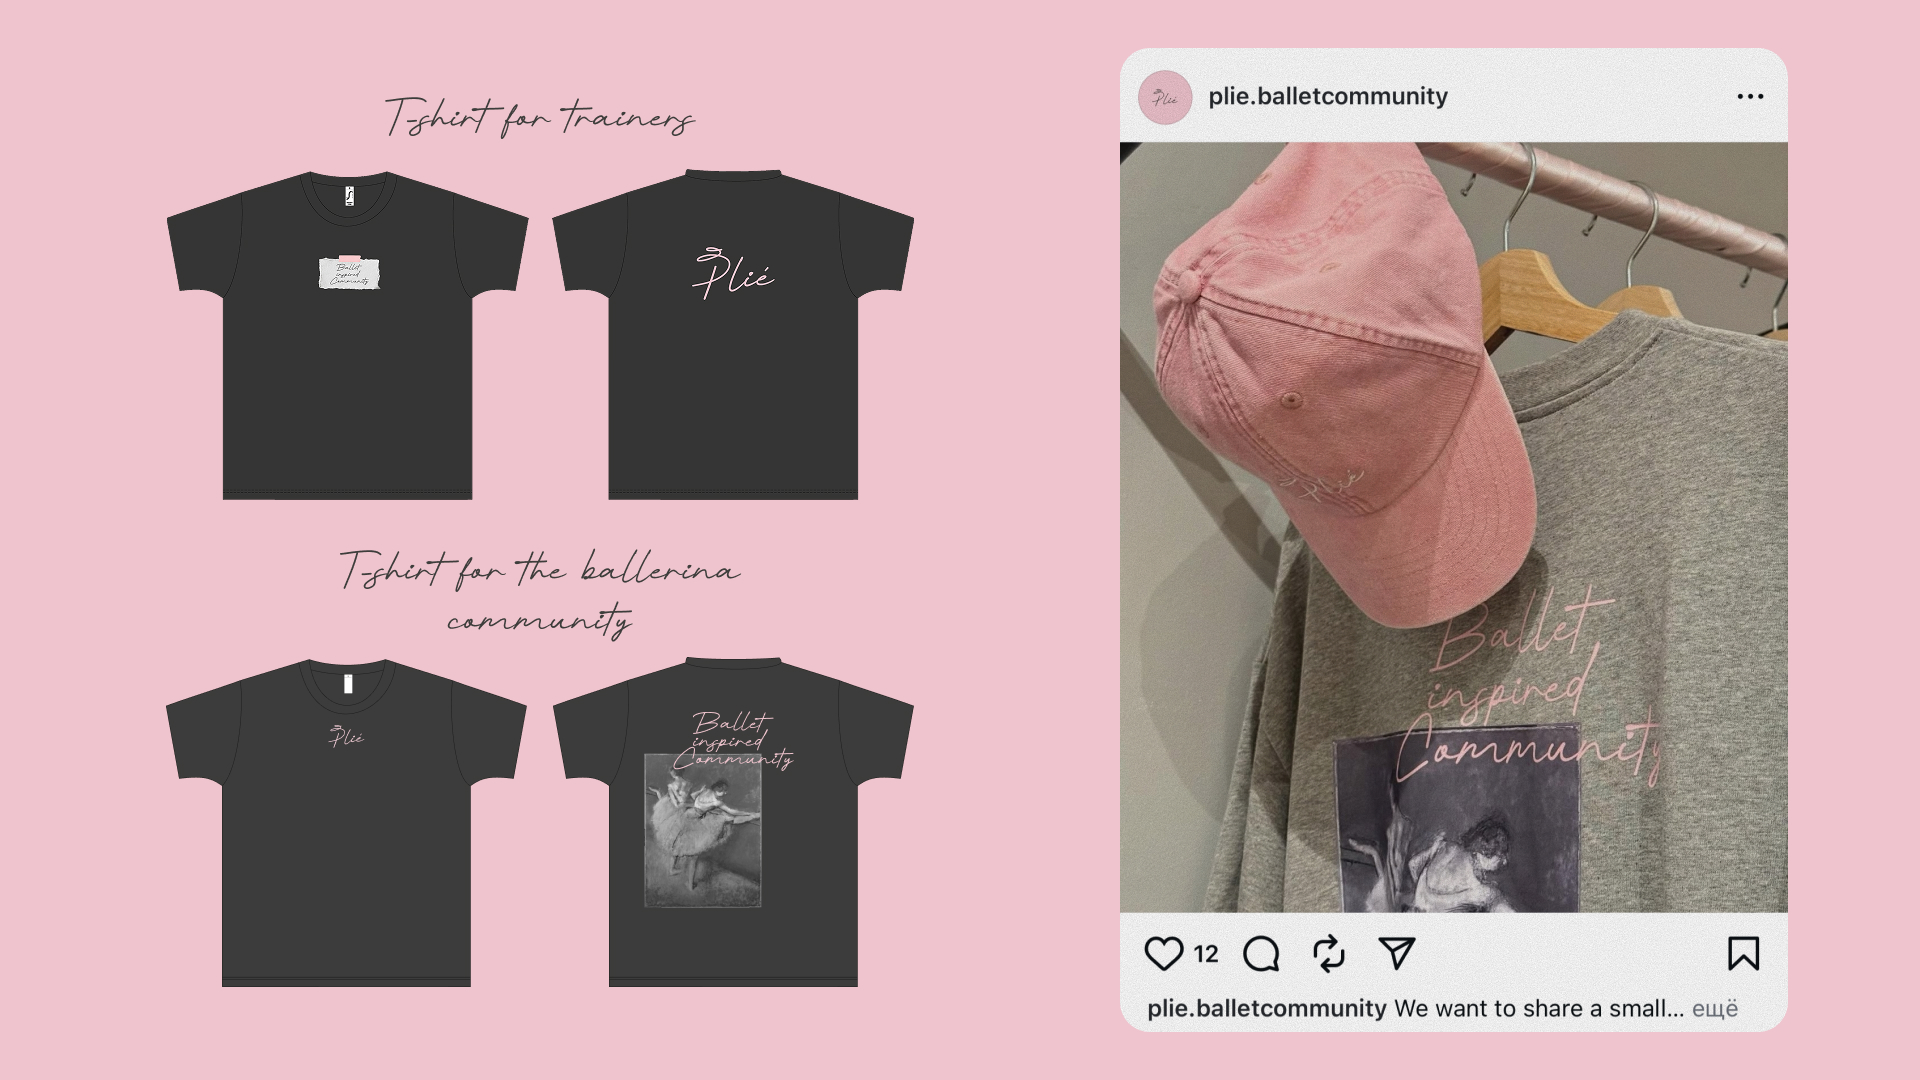 T-shirt for trainers
Ballet
inspired
Community
Plié
T-shirt for the ballerina
community
Plié
Ballet
inspired
Community
Plié
plie.balletcommunity
Plié
Ballet
inspired
Community
12
plie.balletcommunity We want to share a small... ещё